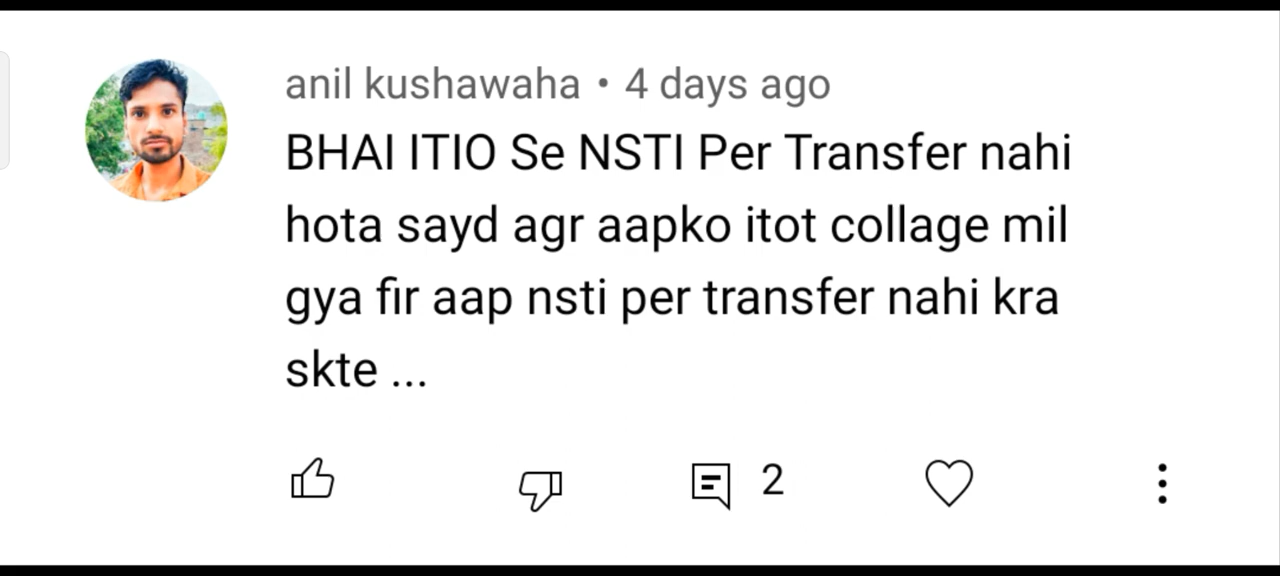 anil kushawaha • 4 days ago
BHAI ITIO Se NSTI Per Transfer nahi
hota sayd agr aapko itot collage mil
gya fir aap nsti per transfer nahi kra
skte ...
2